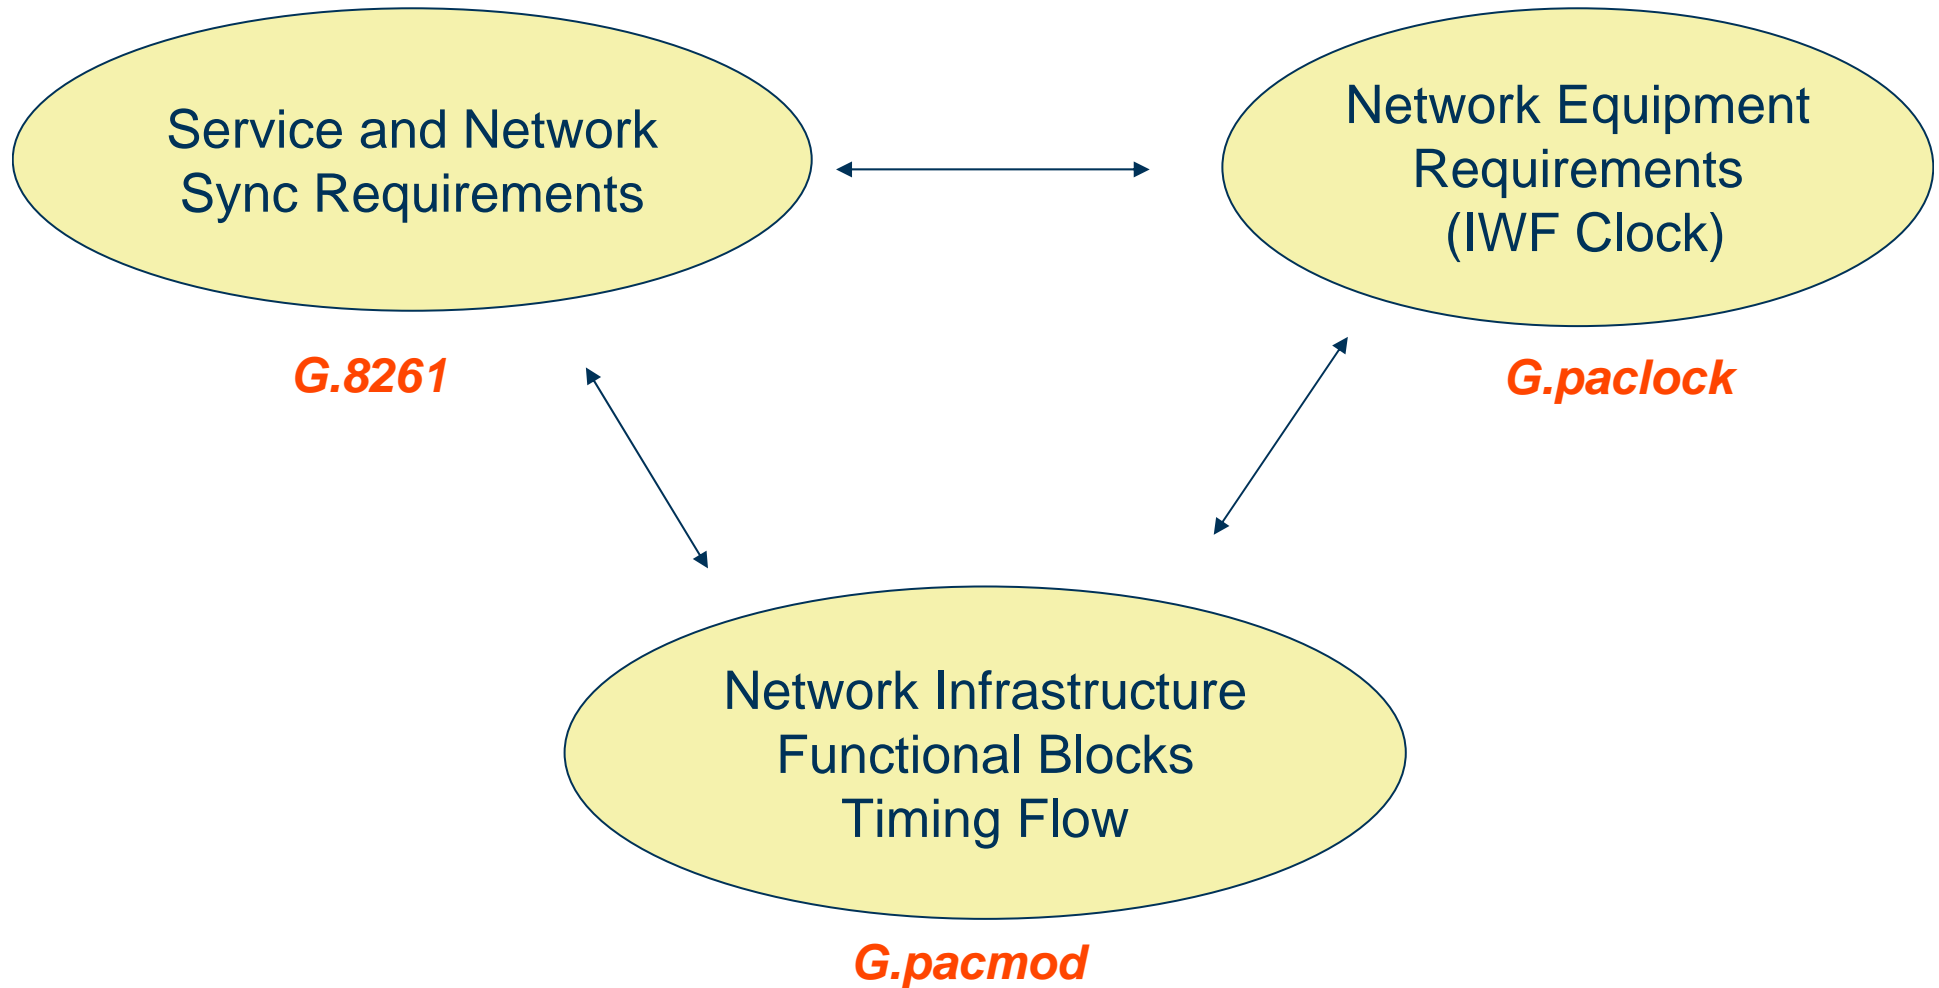 Service and Network
Sync Requirements
G.8261
Network Equipment
Requirements
(IWF Clock)
G.paclock
Network Infrastructure
Functional Blocks
Timing Flow
G.pacmod